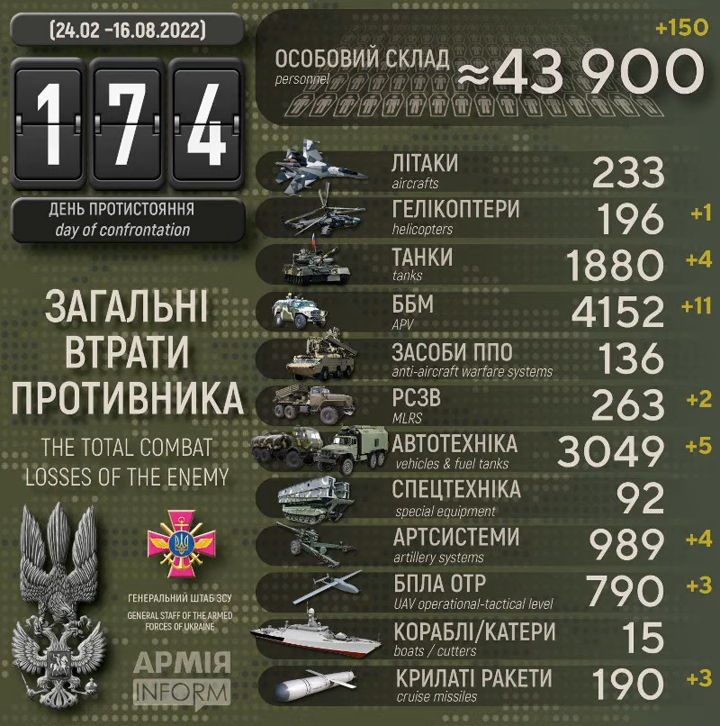 (24.02 –16.08.2022)
174
ДЕНЬ ПРОТИСТОЯННЯ
day of confrontation
ЗАГАЛЬНІ
ВТРАТИ
ПРОТИВНИКА
THE TOTAL COMBAT
LOSSES OF THE ENEMY
ГЕНЕРАЛЬНИЙ ШТАБ ЗСУ
GENERAL STAFF OF THE ARMED
FORCES OF UKRAINE
АРМІЯ
INFORM
+150
ОСОБОВИЙ СКЛАД ≈43 900
personnel
ЛІТАКИ 233
aircrafts
ГЕЛІКОПТЕРИ 196 +1
helicopters
ТАНКИ 1880 +4
tanks
ББМ 4152 +11
APV
ЗАСОБИ ППО 136
anti-aircraft warfare systems
РСЗВ 263 +2
MLRS
АВТОТЕХНІКА 3049 +5
vehicles & fuel tanks
СПЕЦТЕХНІКА 92
special equipment
АРТСИСТЕМИ 989 +4
artillery systems
БПЛА ОТР 790 +3
UAV operational-tactical level
КОРАБЛІ/КАТЕРИ 15
boats / cutters
КРИЛАТІ РАКЕТИ 190 +3
cruise missiles